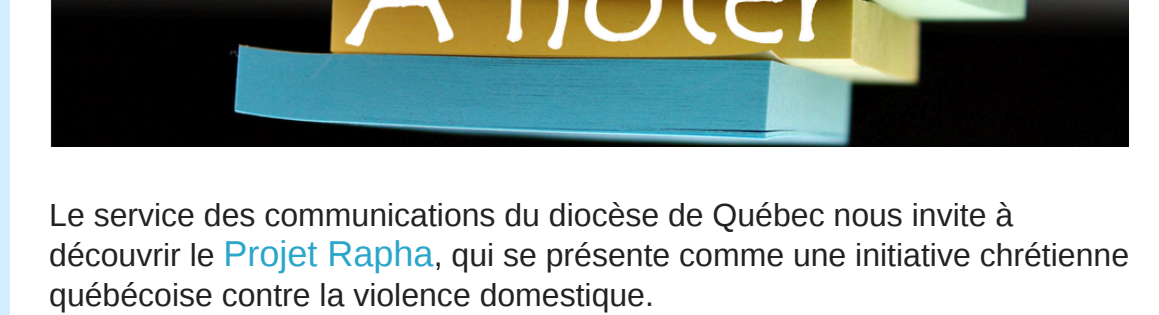 À noter
Le service des communications du diocèse de Québec nous invite à
découvrir le Projet Rapha, qui se présente comme une initiative chrétienne
québécoise contre la violence domestique.